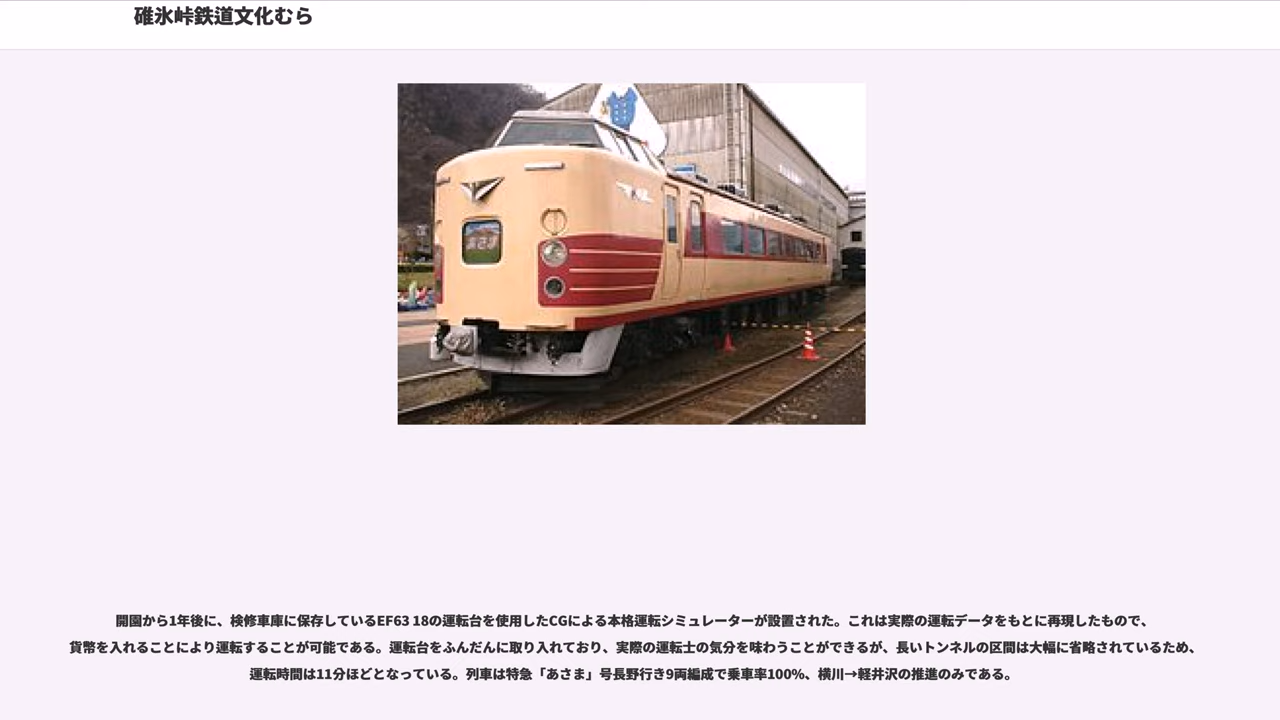 碓氷峠鉄道文化むら
開園から1年後に、検修車庫に保存しているEF63 18の運転台を使用したCGによる本格運転シミュレーターが設置された。これは実際の運転データをもとに再現したもので、
貨幣を入れることにより運転することが可能である。運転台をふんだんに取り入れており、実際の運転士の気分を味わうことができるが、長いトンネルの区間は大幅に省略されているため、
運転時間は11分ほどとなっている。列車は特急「あさま」号長野行き9両編成で乗車率100%、横川→軽井沢の推進のみである。